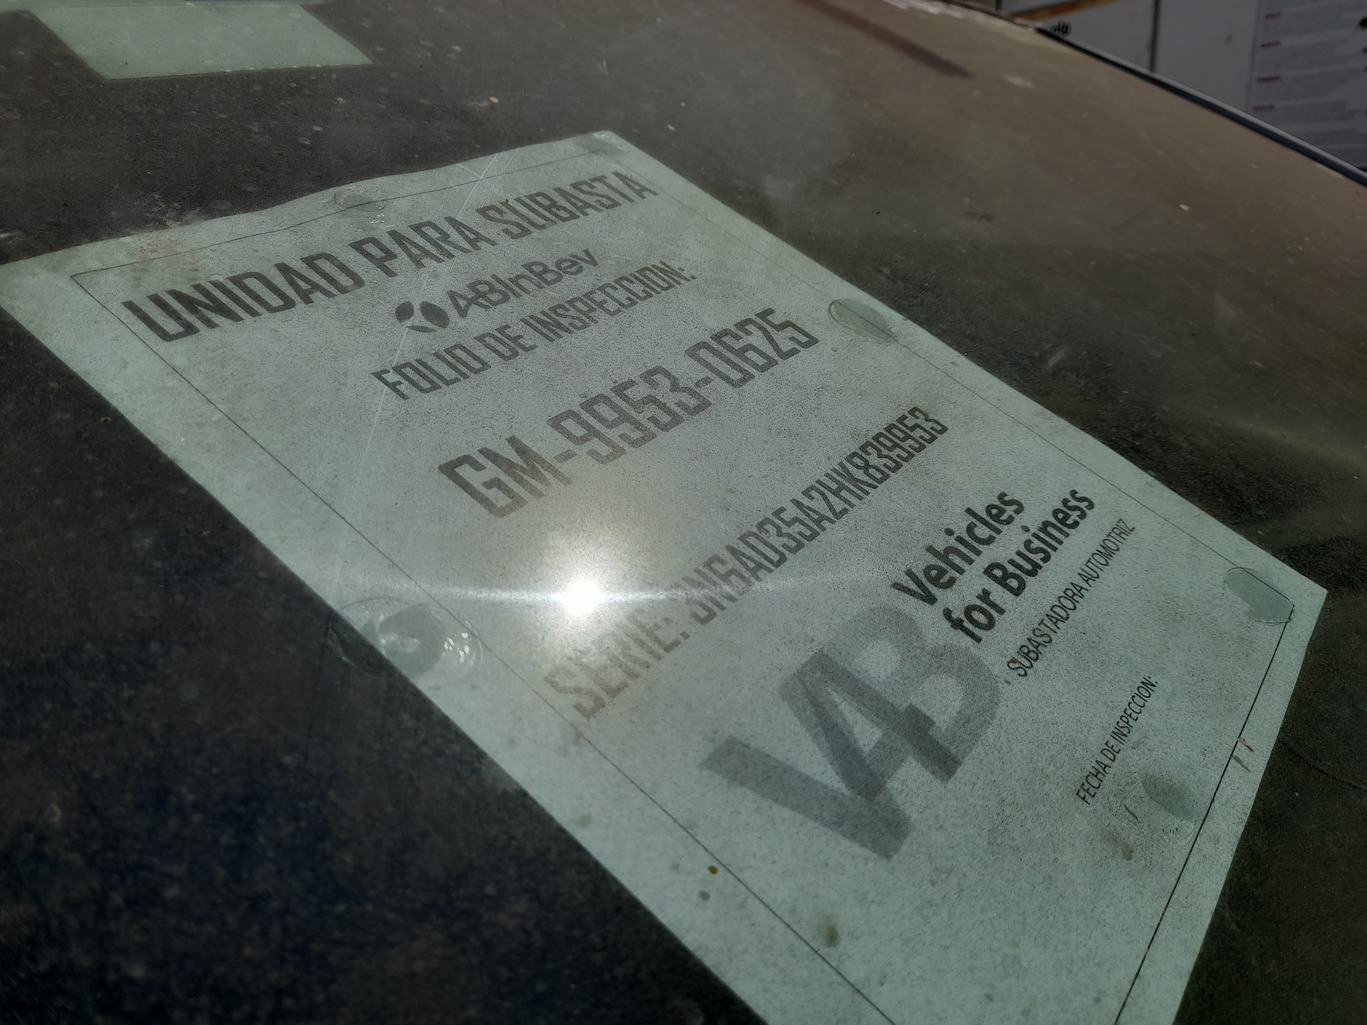 UNIDAD PARA SUBASTA
ABInBev
FOLIO DE INSPECCION:
GM-9953-0625
SERIE: 3N6AD35A2HK839953
V4B
Vehicles
for Business
SUBASTADORA AUTOMOTRIZ
FECHA DE INSPECCION: